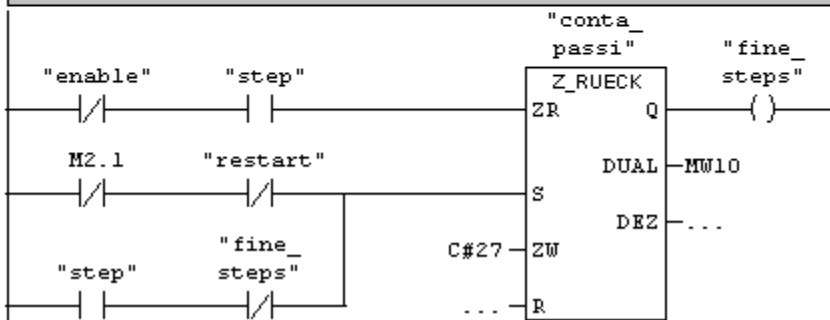 "conta_
passi"
"fine_
steps"
"enable"
"step"
Z_RUECK
ZR
Q
M2.1
"restart"
DUAL
MW10
S
DEZ
...
"step"
"fine_
steps"
C#27
ZW
...
R